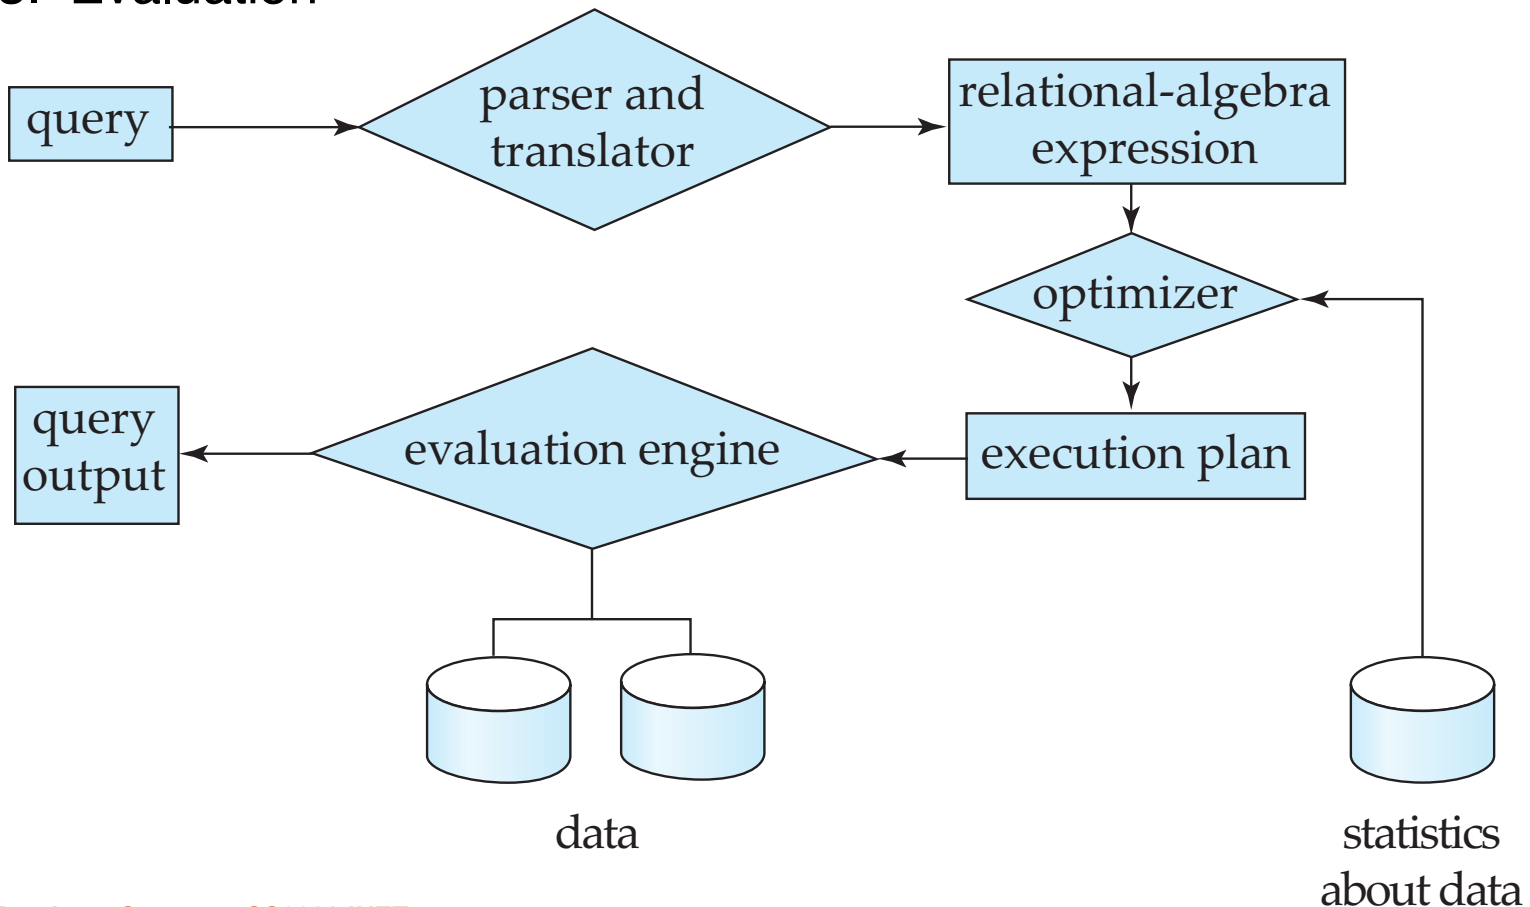 Evaluation
query
parser and
translator
relational-algebra
expression
optimizer
query
output
evaluation engine
execution plan
data
statistics
about data